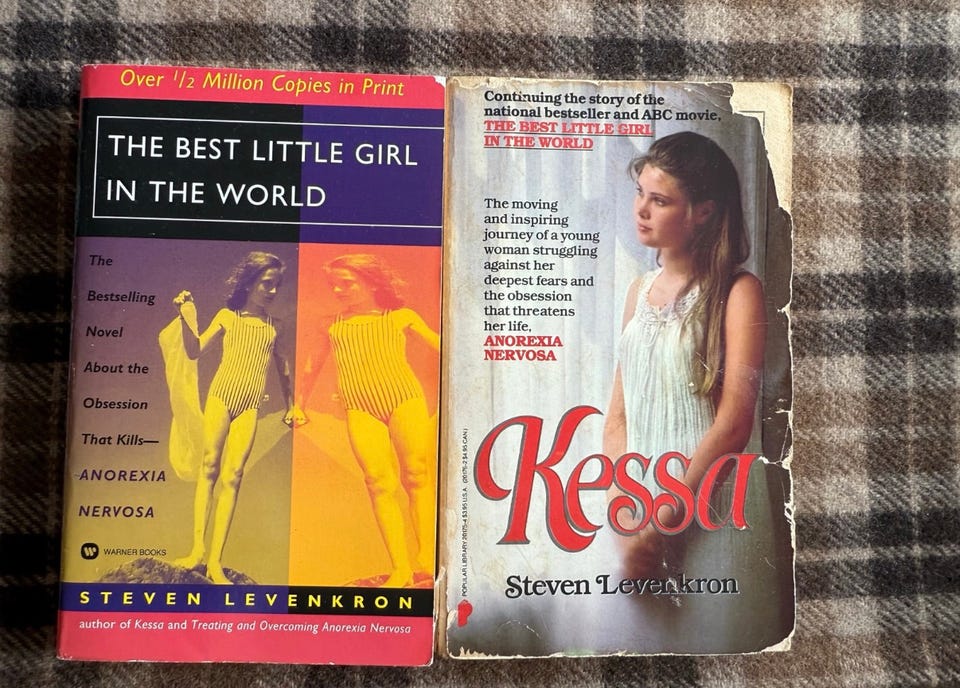 Over 1/2 Million Copies in Print
THE BEST LITTLE GIRL
IN THE WORLD
The
Bestselling
Novel
About the
Obsession
That Kills—
ANOREXIA
NERVOSA
WARNER BOOKS
STEVEN LEVENKRON
author of Kessa and Treating and Overcoming Anorexia Nervosa
Continuing the story of the
national bestseller and ABC movie,
THE BEST LITTLE GIRL
IN THE WORLD
The moving
and inspiring
journey of a young
woman struggling
against her
deepest fears and
the obsession
that threatens
her life,
ANOREXIA
NERVOSA
Kessa
Steven Levenkron
POPULAR LIBRARY